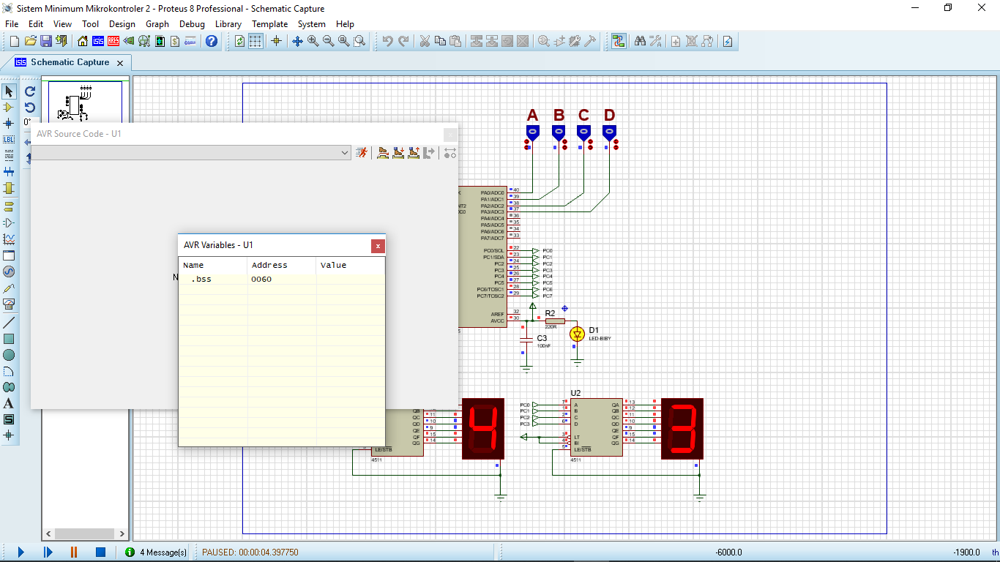 Sistem Minimum Mikrokontroler 2 - Proteus 8 Professional - Schematic Capture
File Edit View Tool Design Graph Debug Library Template System Help
Schematic Capture
AVR Source Code - U1
AVR Variables - U1
Name Address Value
.bss 0060
A B C D
PA0/ADC0 40
PA1/ADC1 39
PA2/ADC2 38
PA3/ADC3 37
PA4/ADC4 36
PA5/ADC5 35
PA6/ADC6 34
PA7/ADC7 33
PC0/SCL 22 PC0
PC1/SDA 23 PC1
PC2 24 PC2
PC3 25 PC3
PC4 26 PC4
PC5 27 PC5
PC6/TOSC1 28 PC6
PC7/TOSC2 29 PC7
AREF 32
AVCC 30
R2
220R
D1
LED-BIBY
C3
100nF
QB
QC 11
QD 10
QE 9
QF 15
QG 14
LE/STB
4511
4
U2
PC0 7 A QA 13
PC1 1 B QB 12
PC2 2 C QC 11
PC3 6 D QD 10
QE 9
3 LT QF 15
4 BI QG 14
5 LE/STB
4511
3
4 Message(s) PAUSED: 00:00:04.397750 -6000.0 -1900.0 th